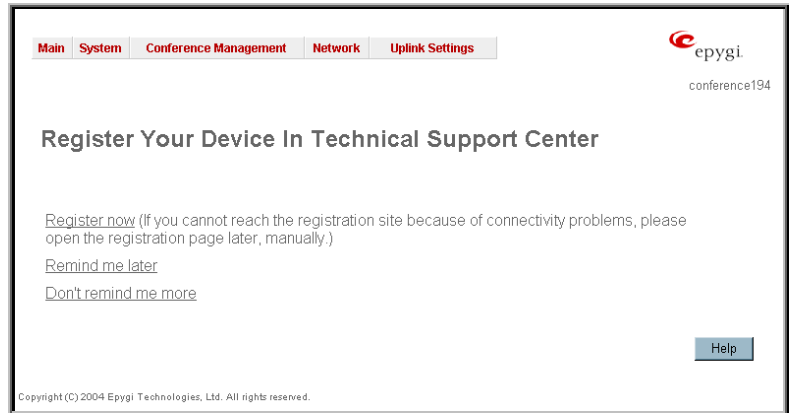 Main System Conference Management Network Uplink Settings
epygi.
conference194
Register Your Device In Technical Support Center
Register now (If you cannot reach the registration site because of connectivity problems, please
open the registration page later, manually.)
Remind me later
Don't remind me more
Help
Copyright (C) 2004 Epygi Technologies, Ltd. All rights reserved.